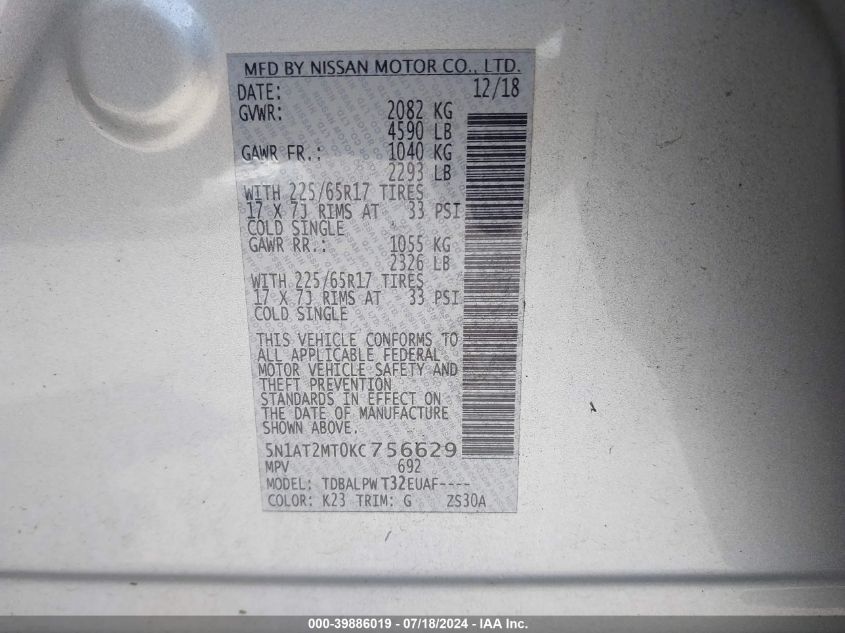 MFD BY NISSAN MOTOR CO., LTD.
DATE: 12/18
GVWR: 2082 KG
4590 LB
GAWR FR.: 1040 KG
2293 LB
WITH 225/65R17 TIRES
17 X 7J RIMS AT 33 PSI
COLD SINGLE
GAWR RR.: 1055 KG
2326 LB
WITH 225/65R17 TIRES
17 X 7J RIMS AT 33 PSI
COLD SINGLE
THIS VEHICLE CONFORMS TO
ALL APPLICABLE FEDERAL
MOTOR VEHICLE SAFETY AND
THEFT PREVENTION
STANDARDS IN EFFECT ON
THE DATE OF MANUFACTURE
SHOWN ABOVE.
5N1AT2MT0KC756629
MPV 692
MODEL: TDBALPWT32EUAF----
COLOR: K23 TRIM: G ZS30A
000-39886019 - 07/18/2024 - IAA Inc.